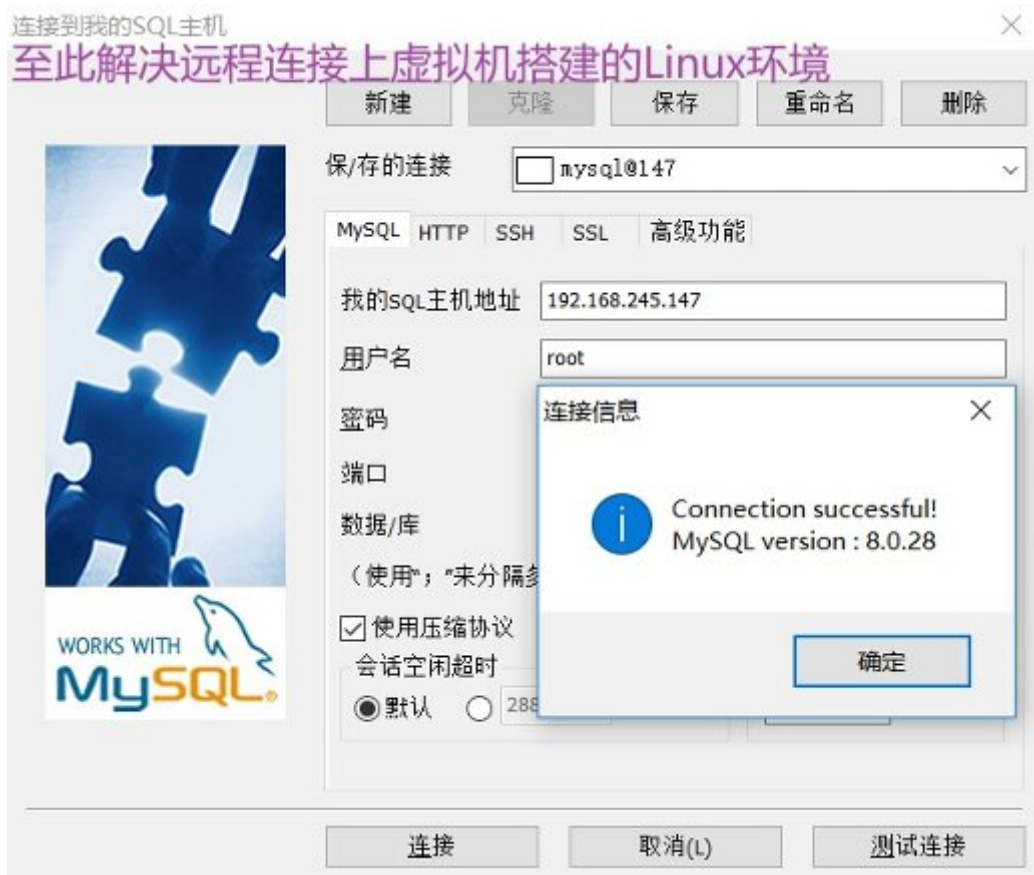 连接到我的SQL主机
至此解决远程连接上虚拟机搭建的Linux环境
新建 克隆 保存 重命名 删除
保/存的连接 mysql@147
MySQL HTTP SSH SSL 高级功能
我的SQL主机地址 192.168.245.147
用户名 root
密码
端口
数据/库
（使用“；”来分隔多
使用压缩协议
会话空闲超时
默认 288
连接信息
Connection successful!
MySQL version : 8.0.28
确定
WORKS WITH
MySQL®
连接 取消(L) 测试连接